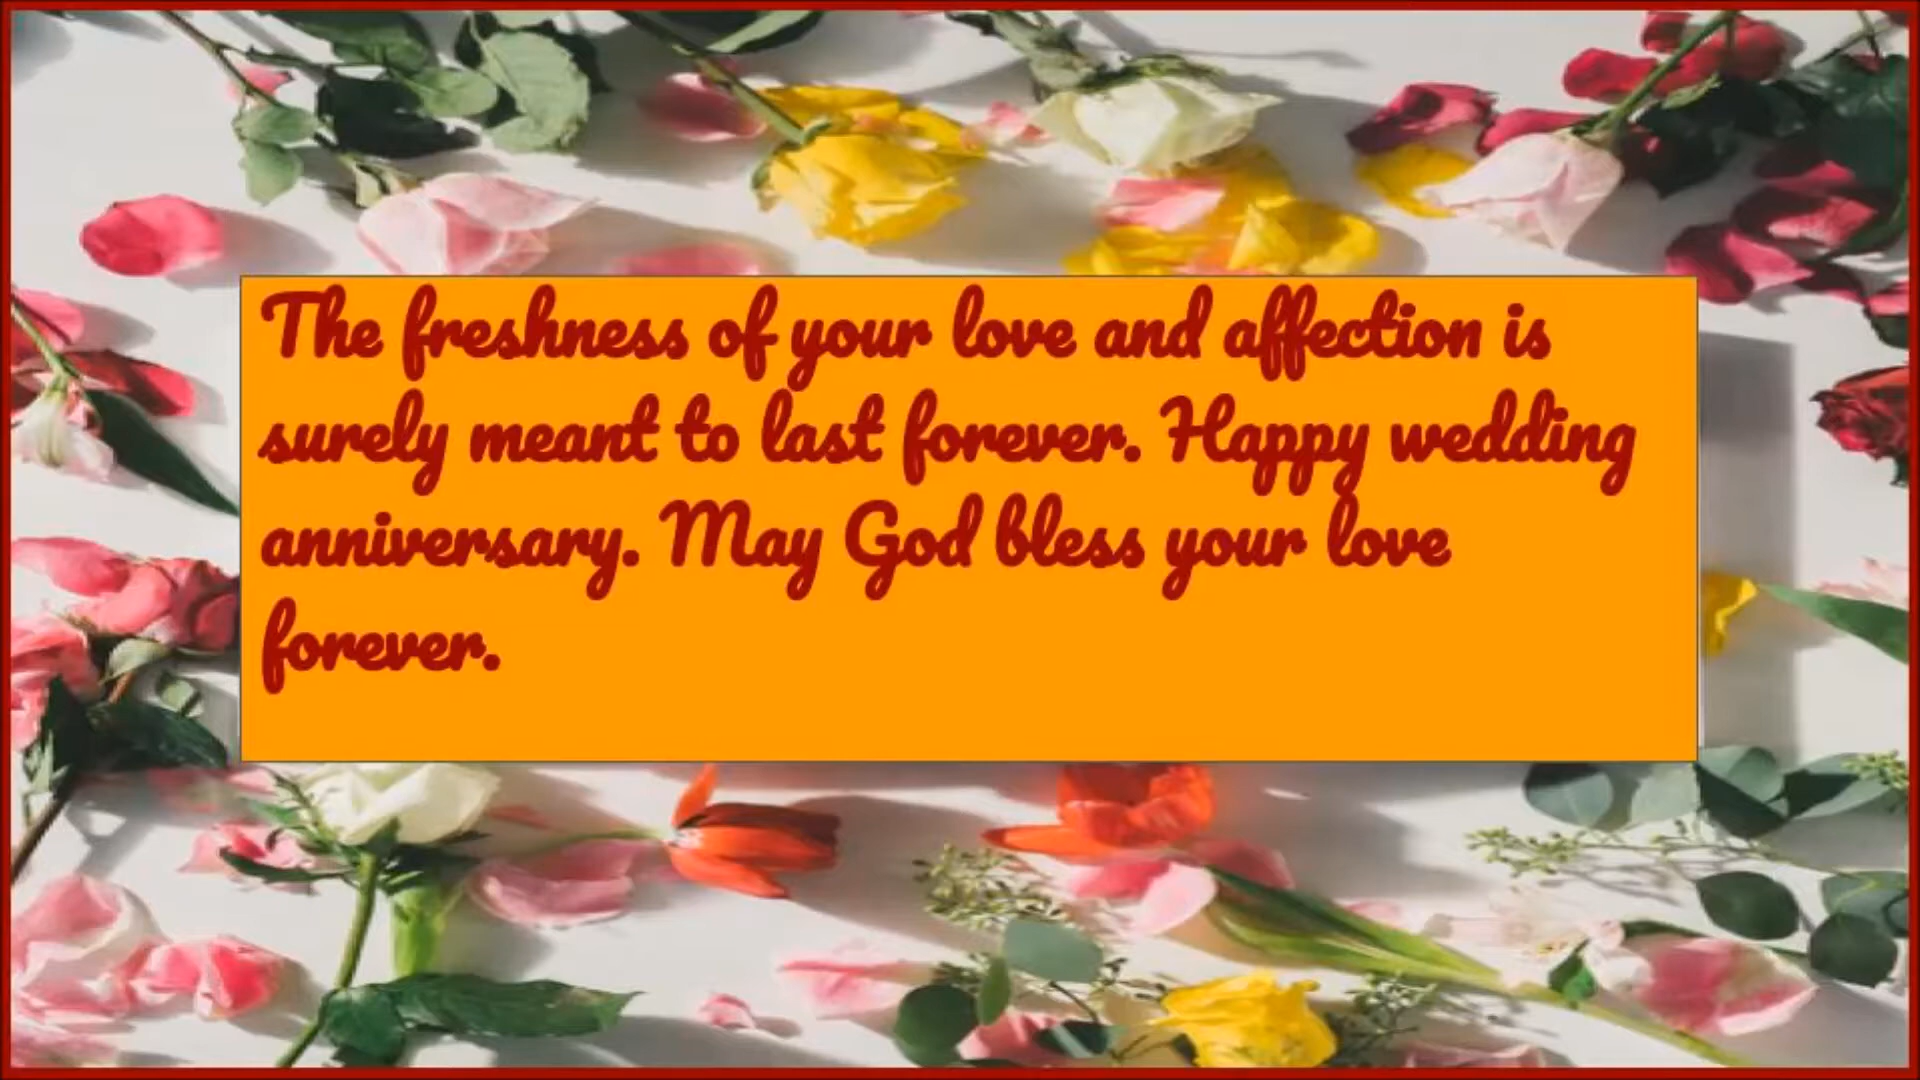 The freshness of your love and affection is
surely meant to last forever. Happy wedding
anniversary. May God bless your love
forever.